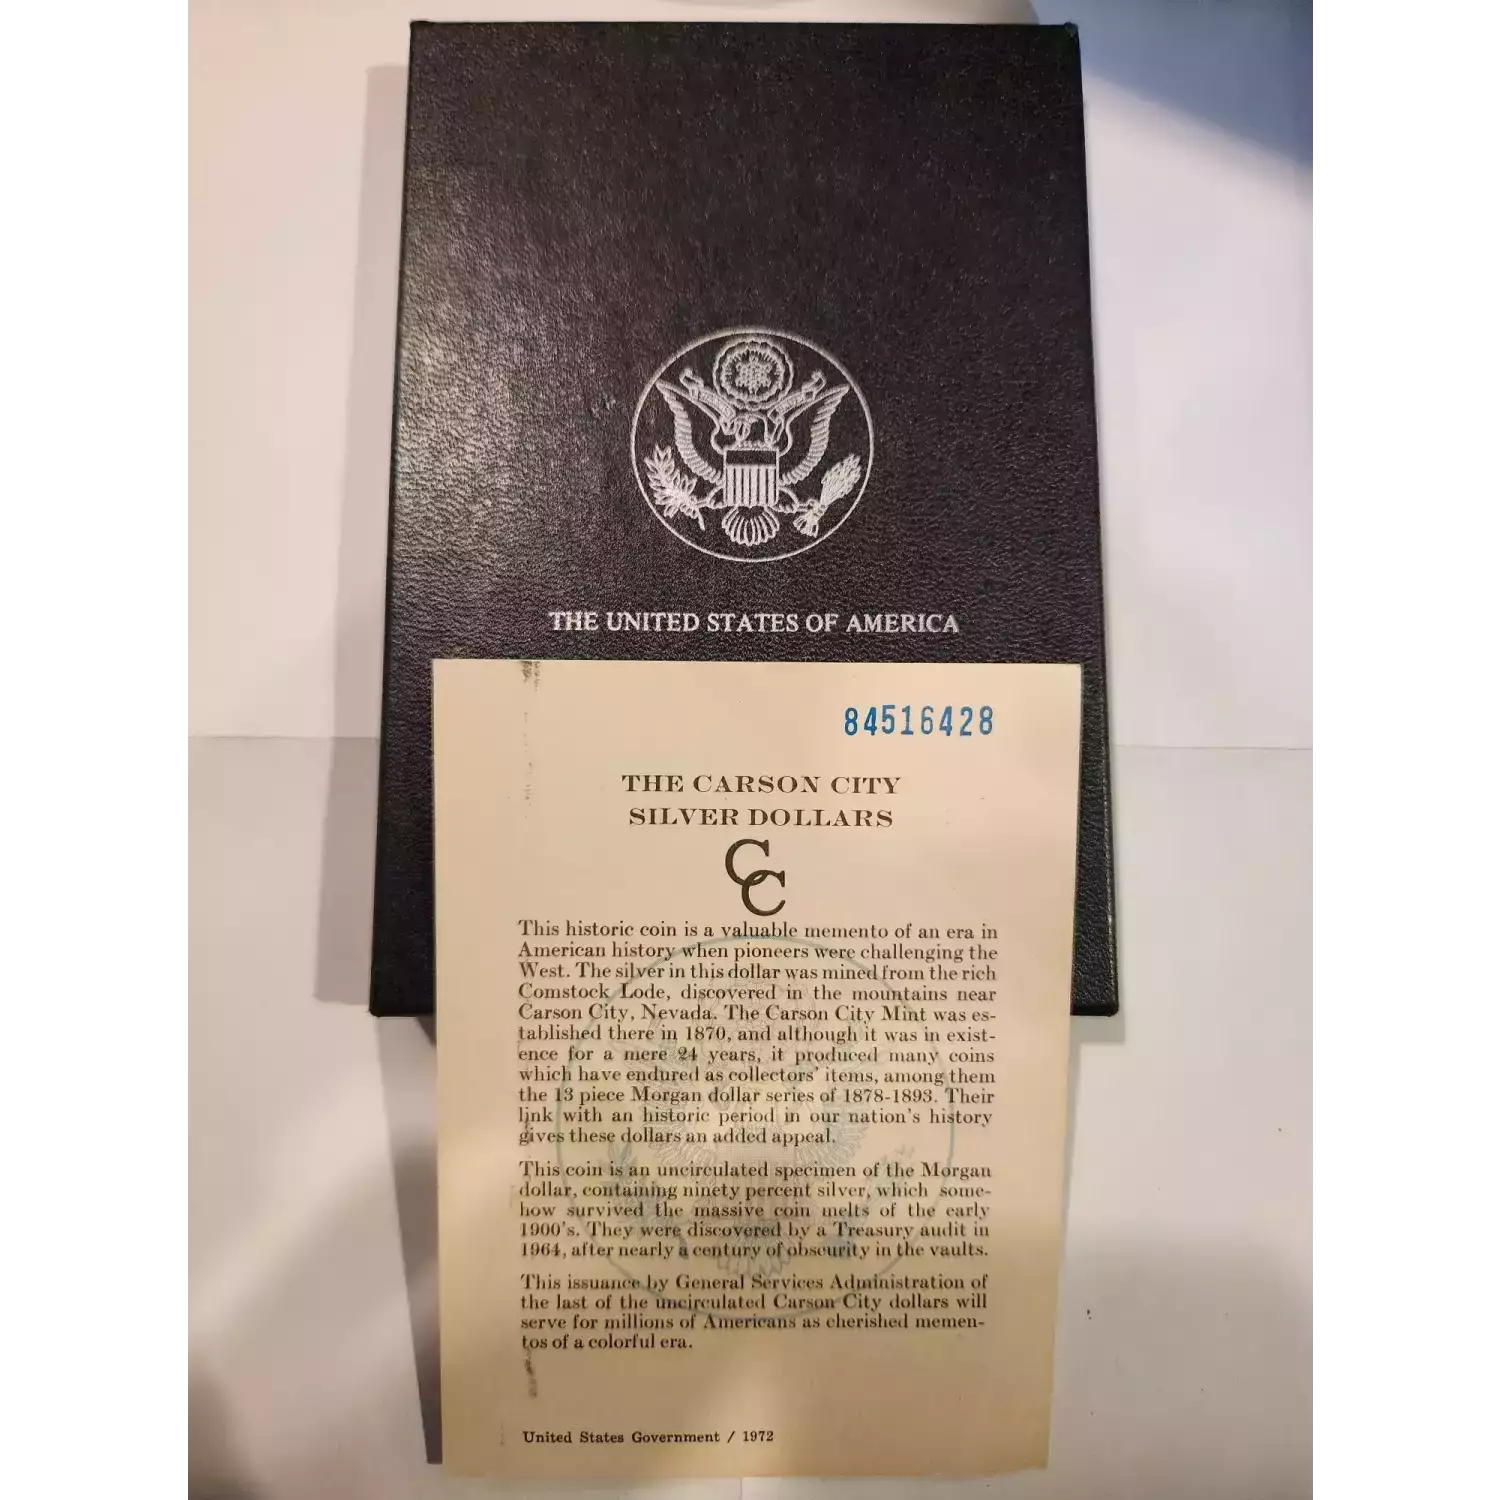 THE UNITED STATES OF AMERICA
84516428
THE CARSON CITY
SILVER DOLLARS
CC
This historic coin is a valuable memento of an era in
American history when pioneers were challenging the
West. The silver in this dollar was mined from the rich
Comstock Lode, discovered in the mountains near
Carson City, Nevada. The Carson City Mint was es-
tablished there in 1870, and although it was in exist-
ence for a mere 24 years, it produced many coins
which have endured as collectors' items, among them
the 13 piece Morgan dollar series of 1878-1893. Their
link with an historic period in our nation's history
gives these dollars an added appeal.
This coin is an uncirculated specimen of the Morgan
dollar, containing ninety percent silver, which some-
how survived the massive coin melts of the early
1900's. They were discovered by a Treasury audit in
1964, after nearly a century of obscurity in the vaults.
This issuance by General Services Administration of
the last of the uncirculated Carson City dollars will
serve for millions of Americans as cherished memen-
tos of a colorful era.
United States Government / 1972